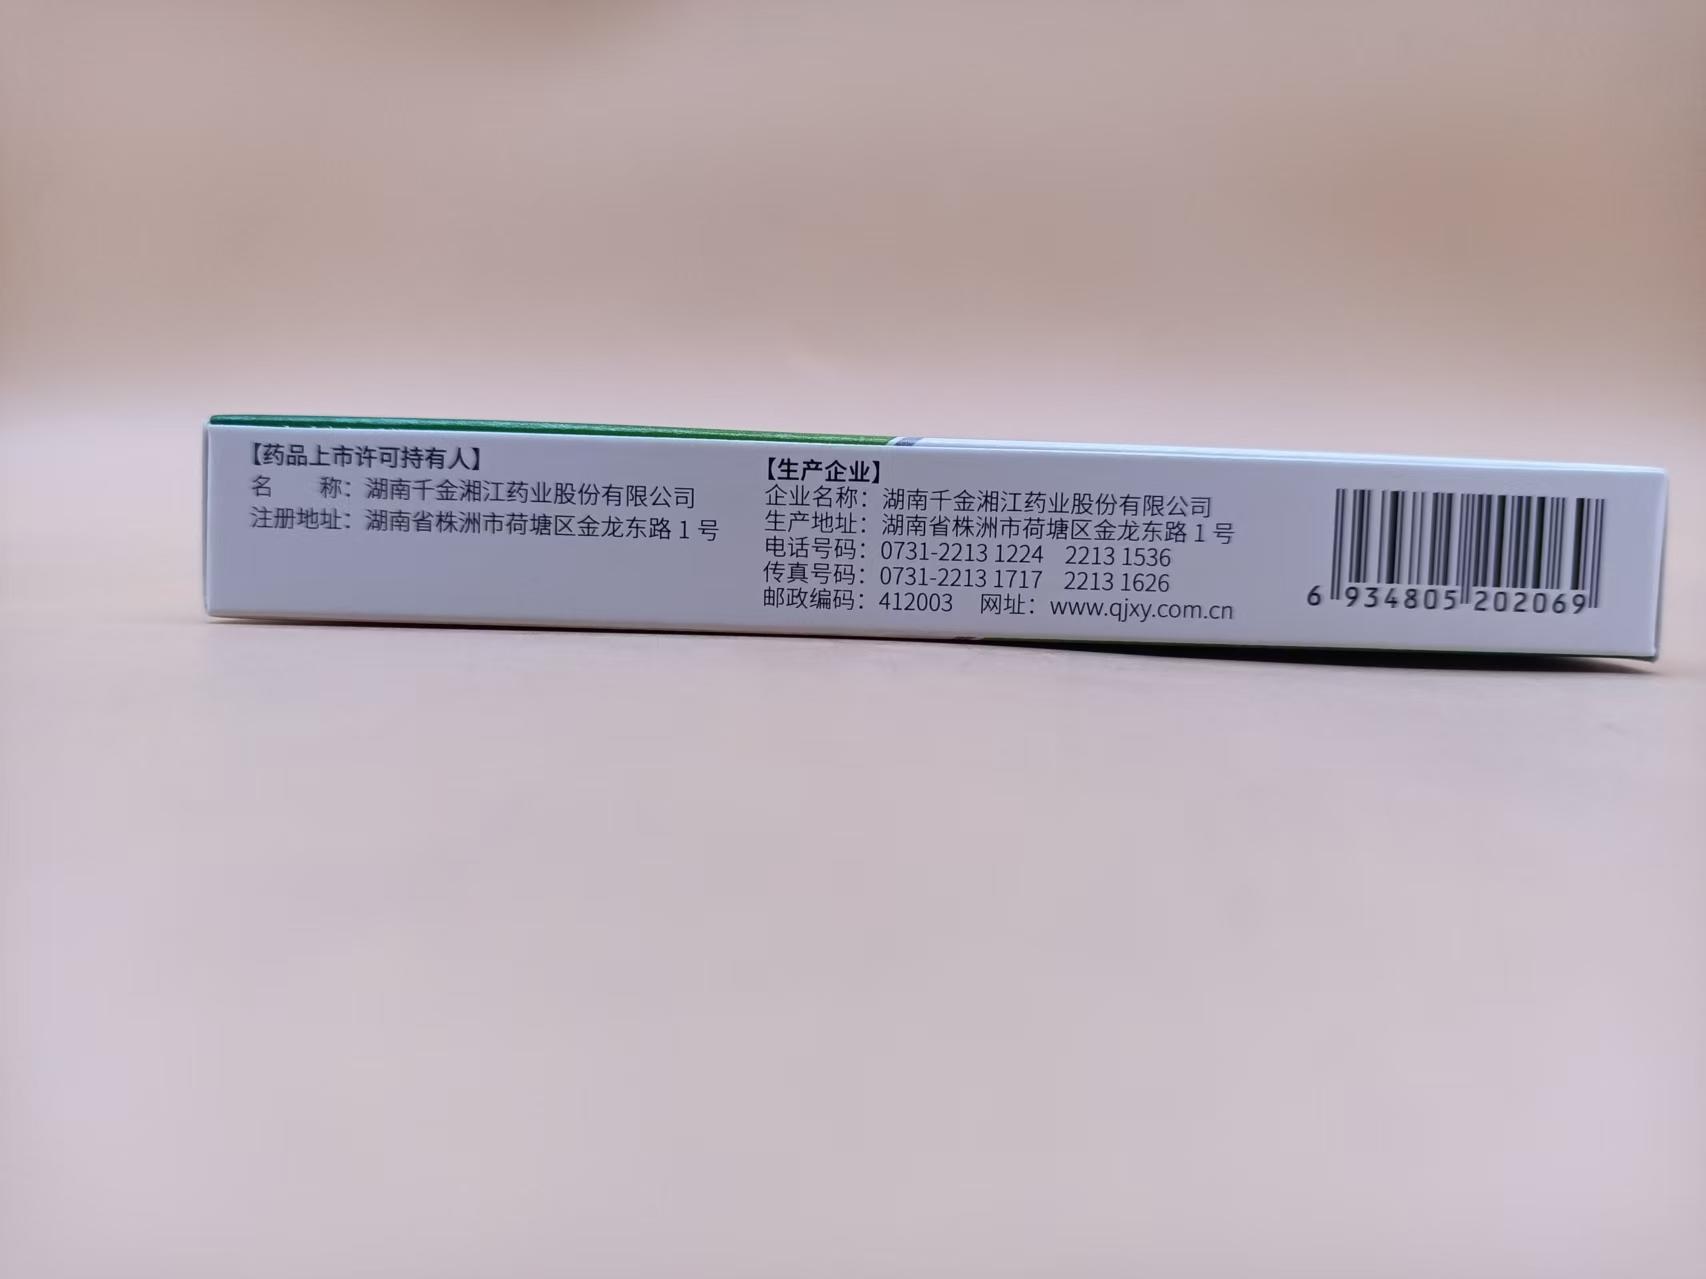 【药品上市许可持有人】
名　　称：湖南千金湘江药业股份有限公司
注册地址：湖南省株洲市荷塘区金龙东路 1 号
【生产企业】
企业名称：湖南千金湘江药业股份有限公司
生产地址：湖南省株洲市荷塘区金龙东路 1 号
电话号码：0731-2213 1224　2213 1536
传真号码：0731-2213 1717　2213 1626
邮政编码：412003　网址：www.qjxy.com.cn
6 934805 202069